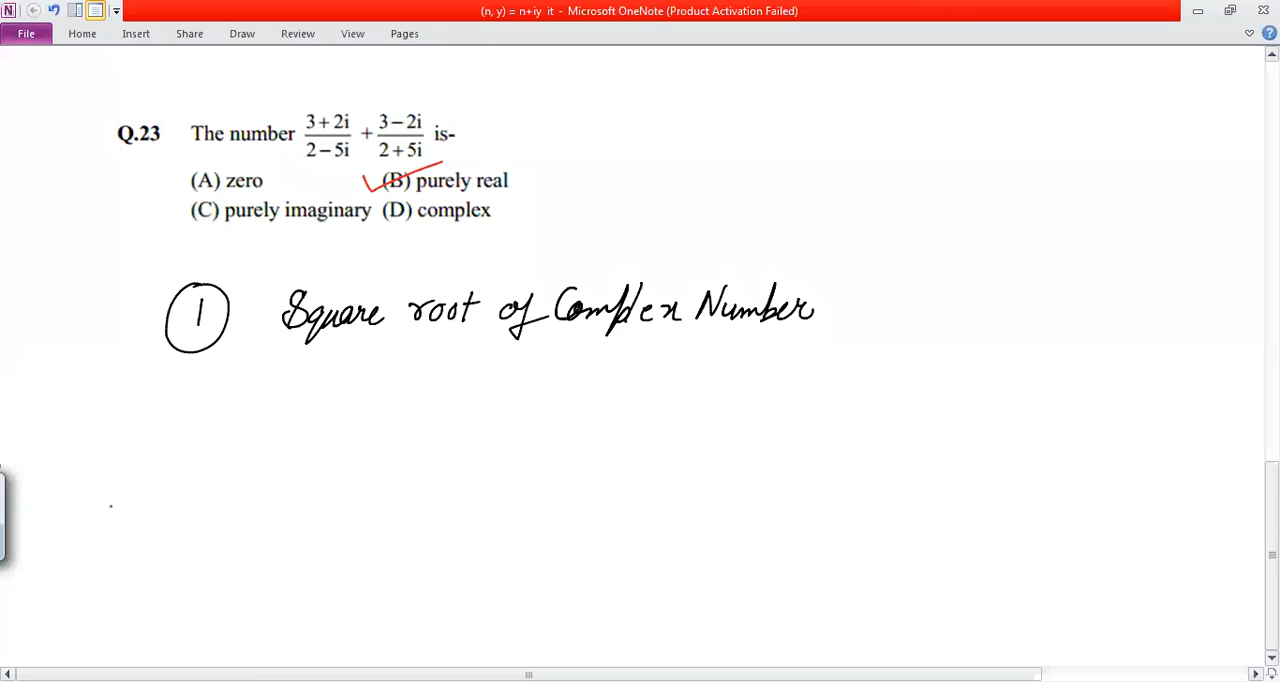 (n, y) = n+iy it - Microsoft OneNote (Product Activation Failed)
File Home Insert Share Draw Review View Pages
Q.23 The number \frac{3+2i}{2-5i} + \frac{3-2i}{2+5i} is-
(A) zero (B) purely real
(C) purely imaginary (D) complex
① Square root of Complex Number